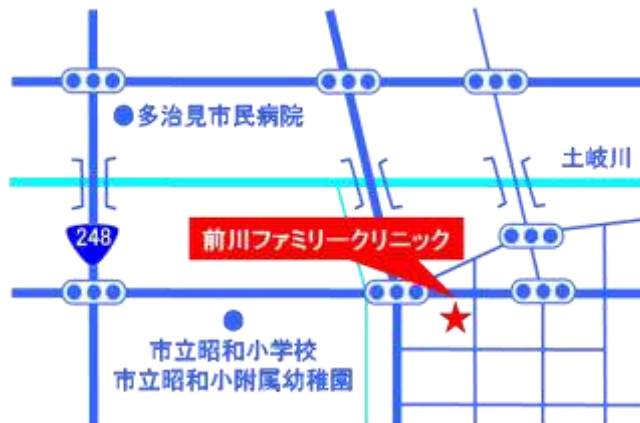 多治見市民病院
土岐川
248
前川ファミリークリニック
市立昭和小学校
市立昭和小附属幼稚園